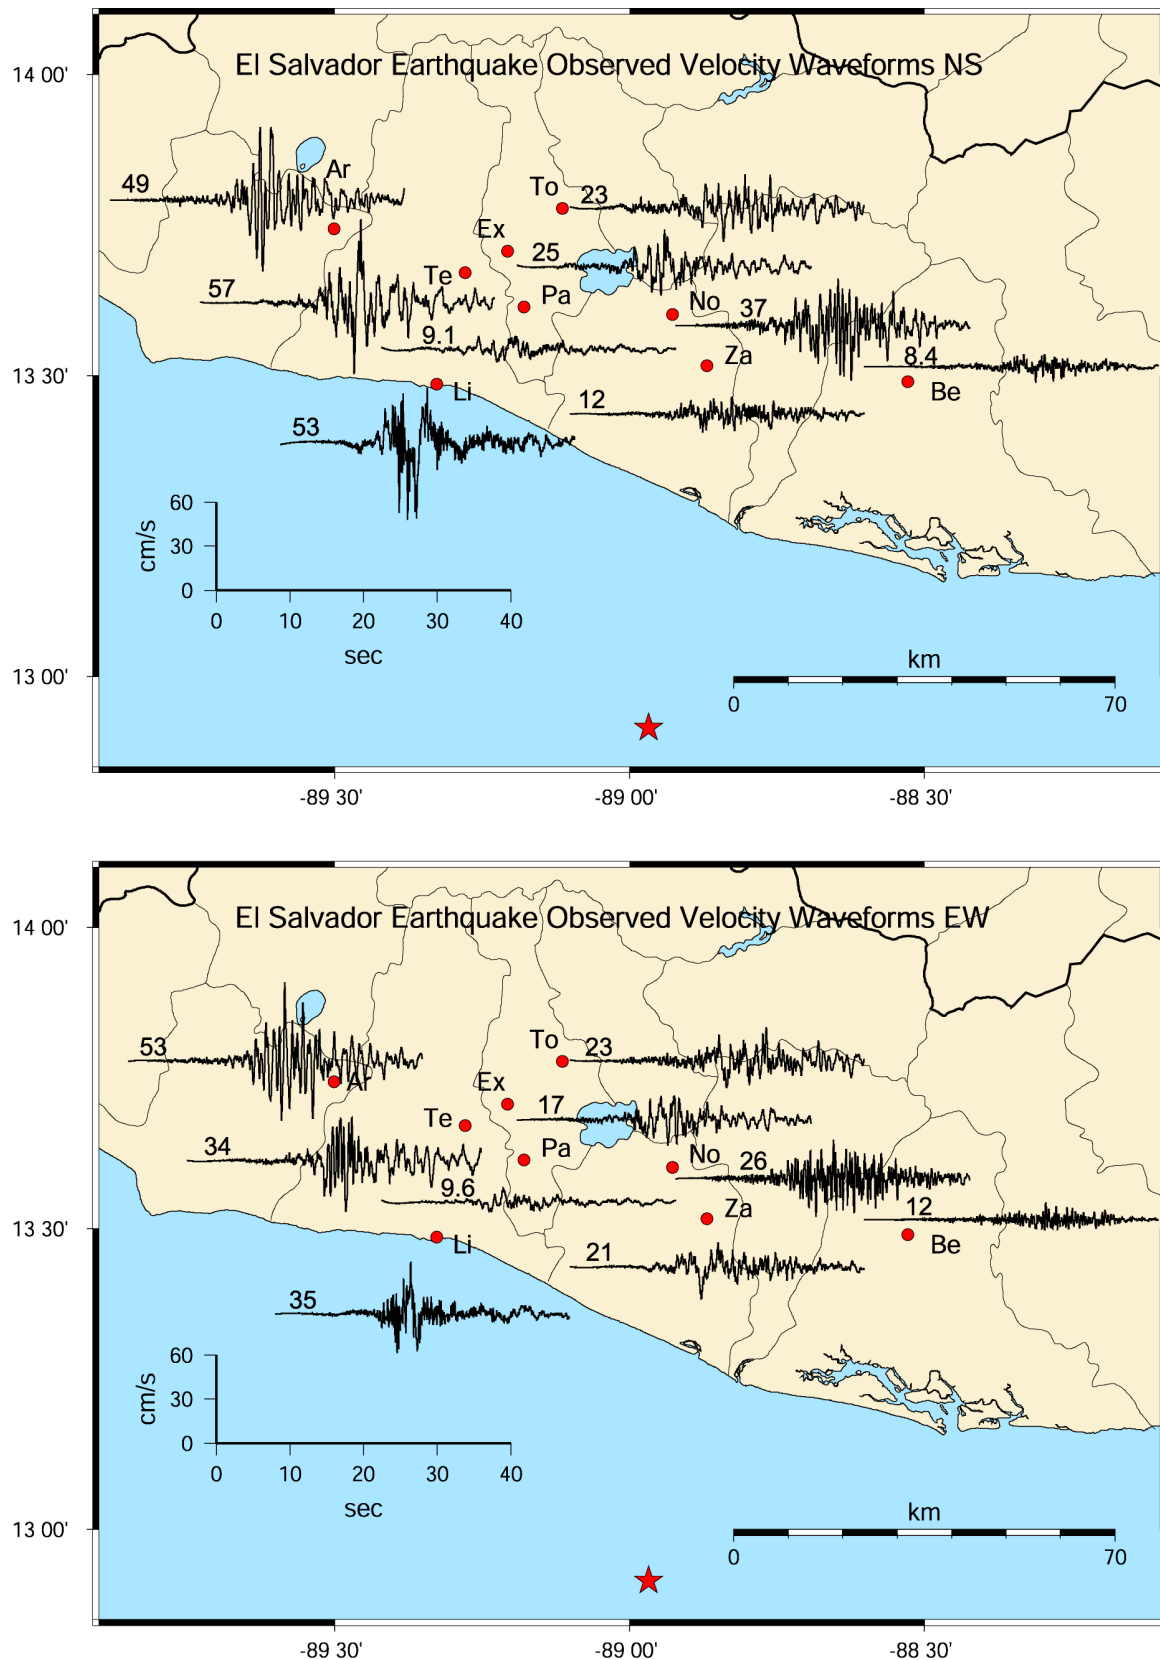 El Salvador Earthquake Observed Velocity Waveforms NS
14 00'
Ar
49
To
23
Ex
25
Te
57
Pa
No
37
9.1
Za
8.4
13 30'
Li
Be
12
53
60
30
0
cm/s
0 10 20 30 40
sec
km
13 00'
0 70
-89 30' -89 00' -88 30'
El Salvador Earthquake Observed Velocity Waveforms EW
14 00'
53
To
23
Ar
Ex
17
Te
34
Pa
No
26
9.6
Za
12
13 30'
Li
Be
21
35
60
30
0
cm/s
0 10 20 30 40
sec
km
13 00'
0 70
-89 30' -89 00' -88 30'